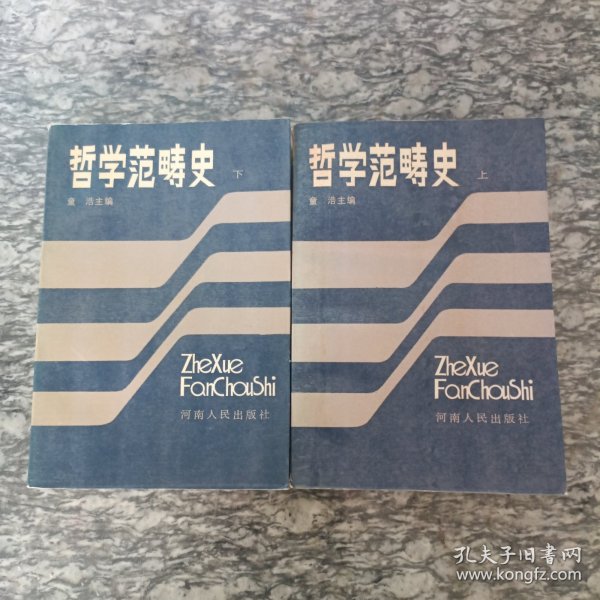 哲学范畴史 下
童 浩主编
ZheXue
FanChouShi
河南人民出版社
哲学范畴史 上
童 浩主编
ZheXue
FanChouShi
河南人民出版社
孔夫子旧书网
www.kongfz.com